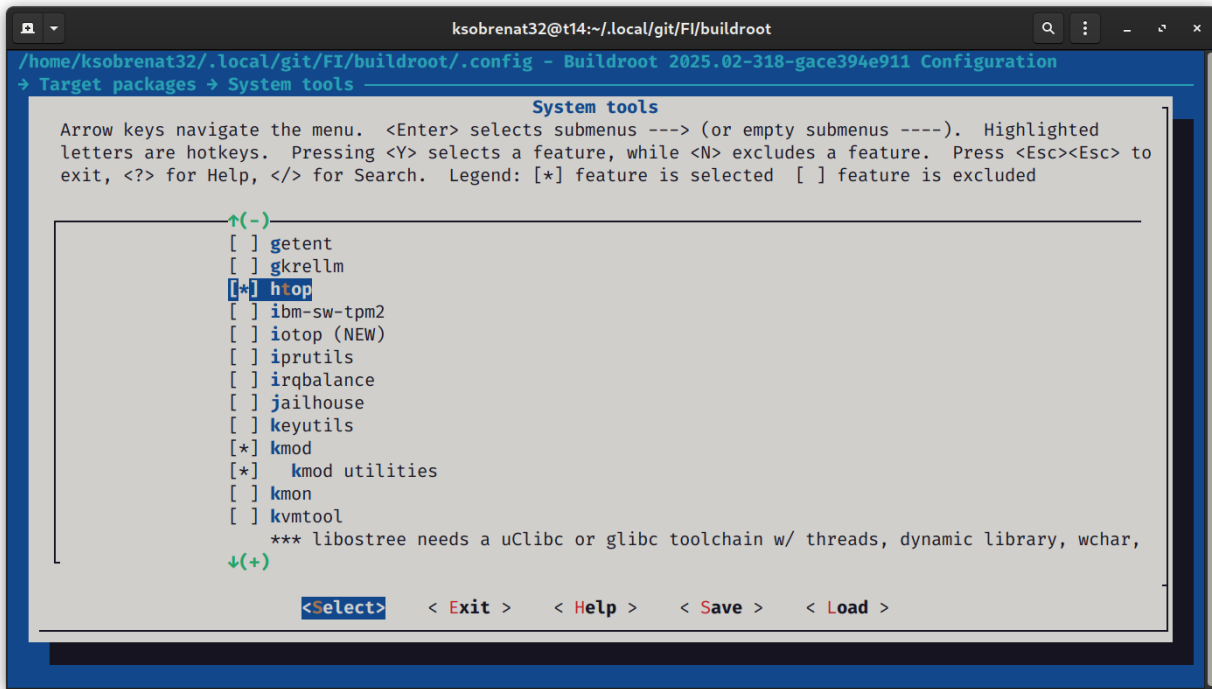 ksobrenat32@t14:~/.local/git/FI/buildroot
/home/ksobrenat32/.local/git/FI/buildroot/.config - Buildroot 2025.02-318-gace394e911 Configuration
→ Target packages → System tools
System tools
Arrow keys navigate the menu.  <Enter> selects submenus ---> (or empty submenus ----).  Highlighted
letters are hotkeys.  Pressing <Y> selects a feature, while <N> excludes a feature.  Press <Esc><Esc> to
exit, <?> for Help, </> for Search.  Legend: [*] feature is selected  [ ] feature is excluded
↑(-)
[ ] getent
[ ] gkrellm
[*] htop
[ ] ibm-sw-tpm2
[ ] iotop (NEW)
[ ] iprutils
[ ] irqbalance
[ ] jailhouse
[ ] keyutils
[*] kmod
[*]   kmod utilities
[ ] kmon
[ ] kvmtool
*** libostree needs a uClibc or glibc toolchain w/ threads, dynamic library, wchar,
↓(+)
<Select>    < Exit >    < Help >    < Save >    < Load >